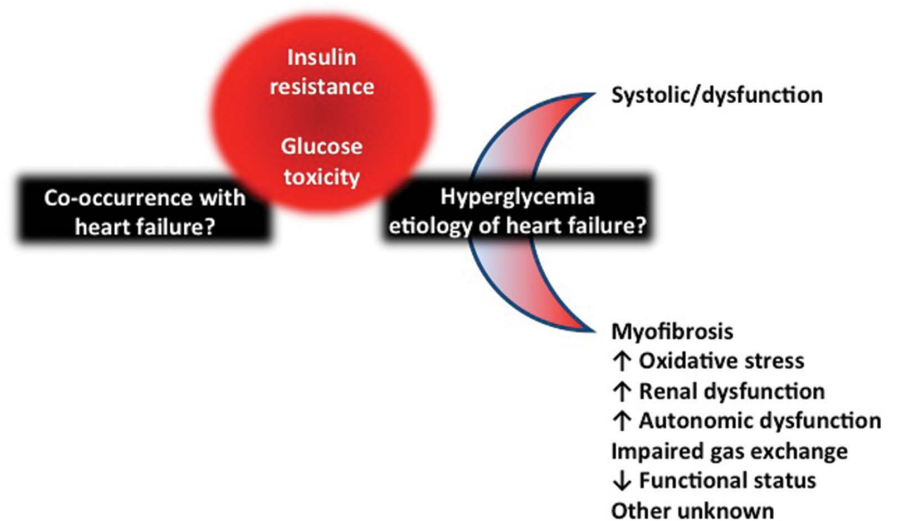 Insulin
resistance
Glucose
toxicity
Co-occurrence with
heart failure?
Hyperglycemia
etiology of heart failure?
Systolic/dysfunction
Myofibrosis
↑ Oxidative stress
↑ Renal dysfunction
↑ Autonomic dysfunction
Impaired gas exchange
↓ Functional status
Other unknown